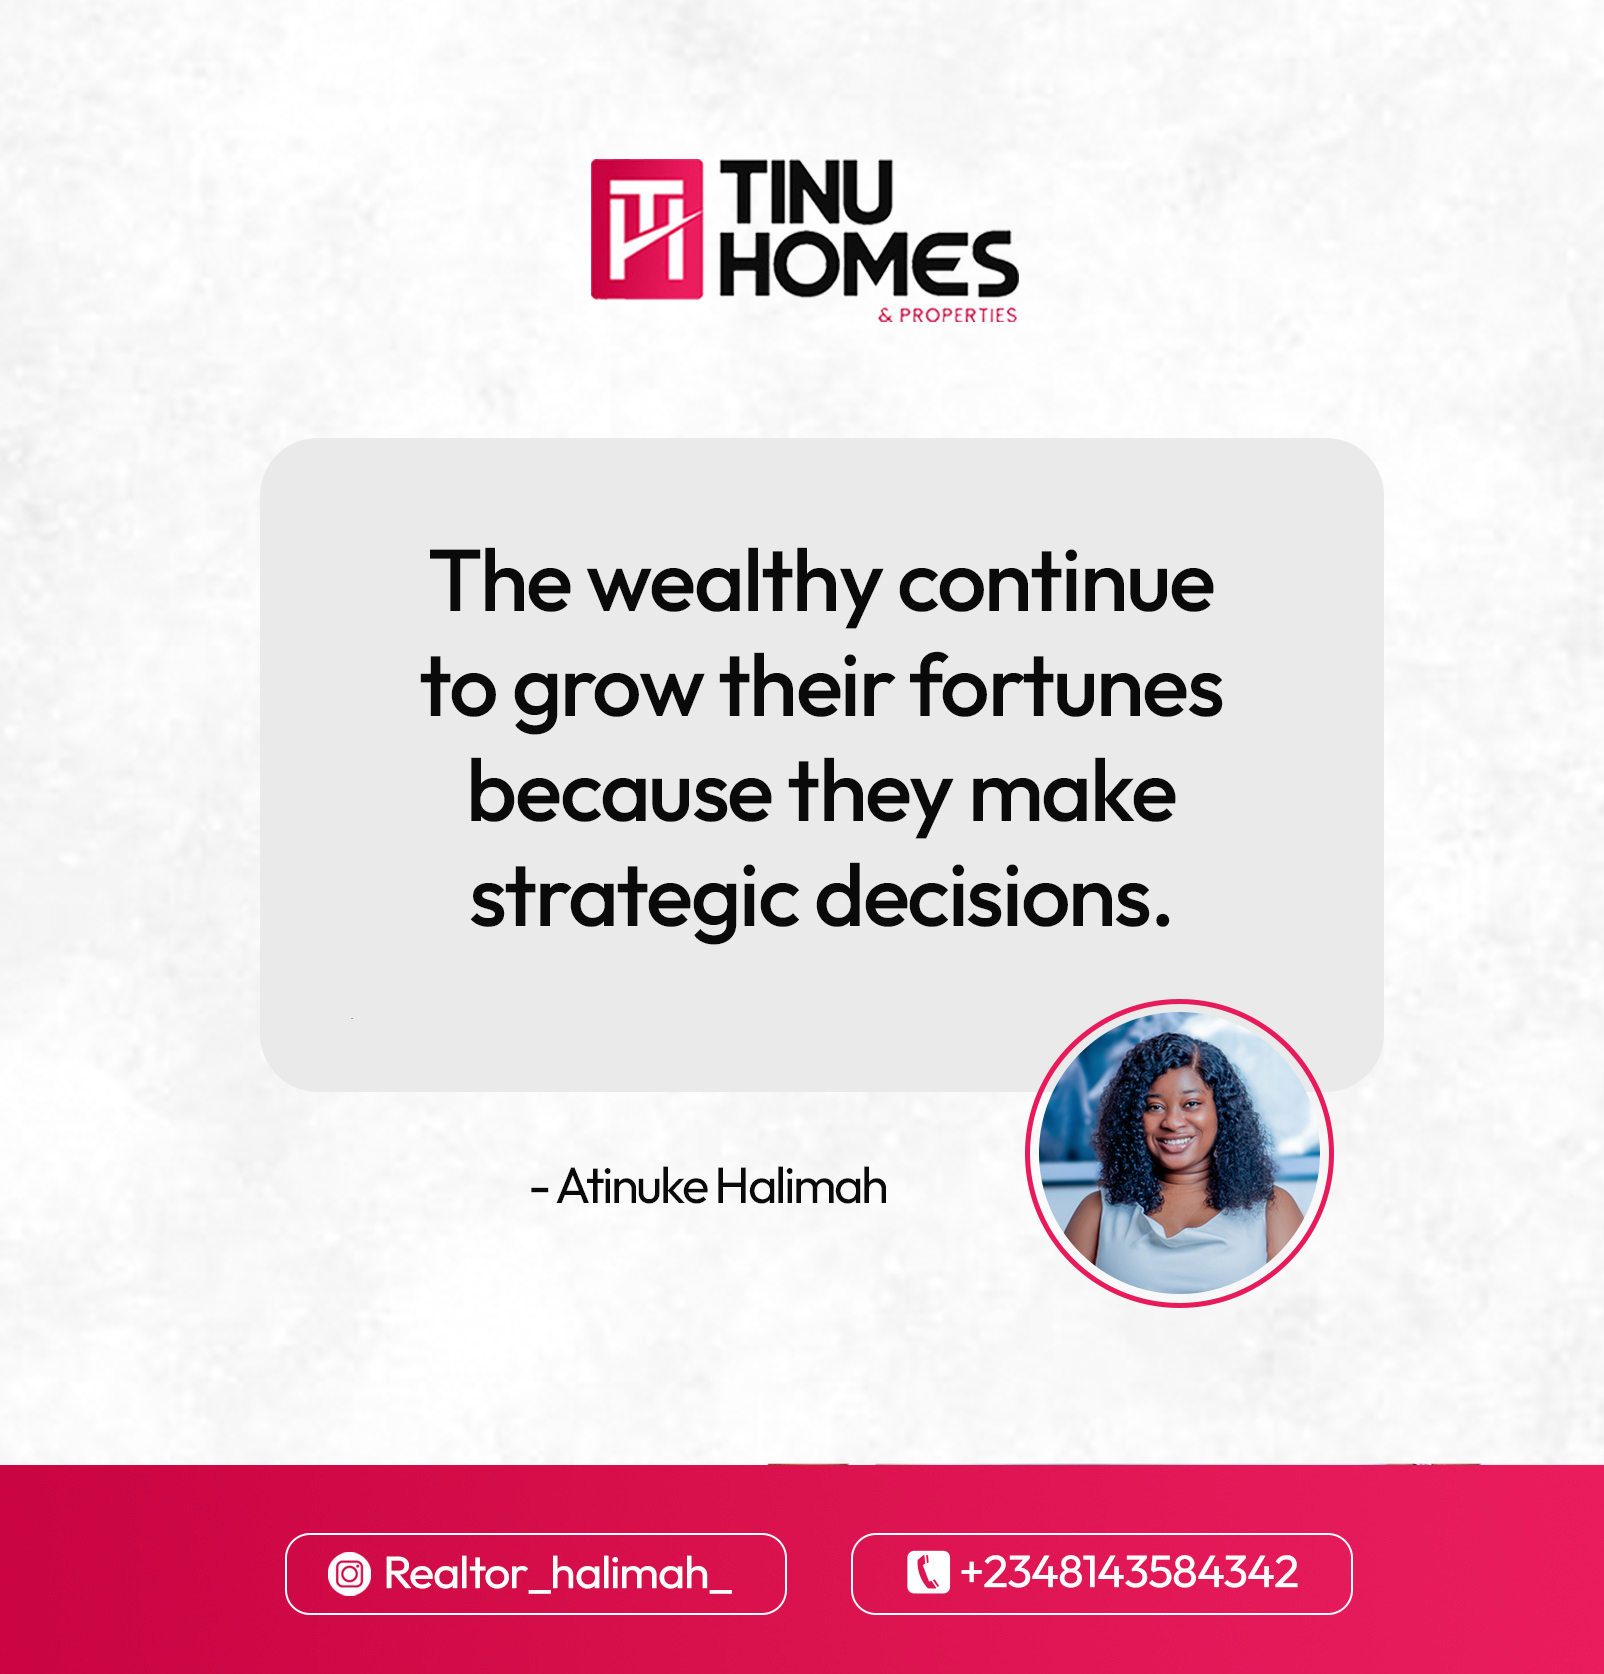 TINU
HOMES
& PROPERTIES
The wealthy continue
to grow their fortunes
because they make
strategic decisions.
- Atinuke Halimah
Realtor_halimah_
+2348143584342